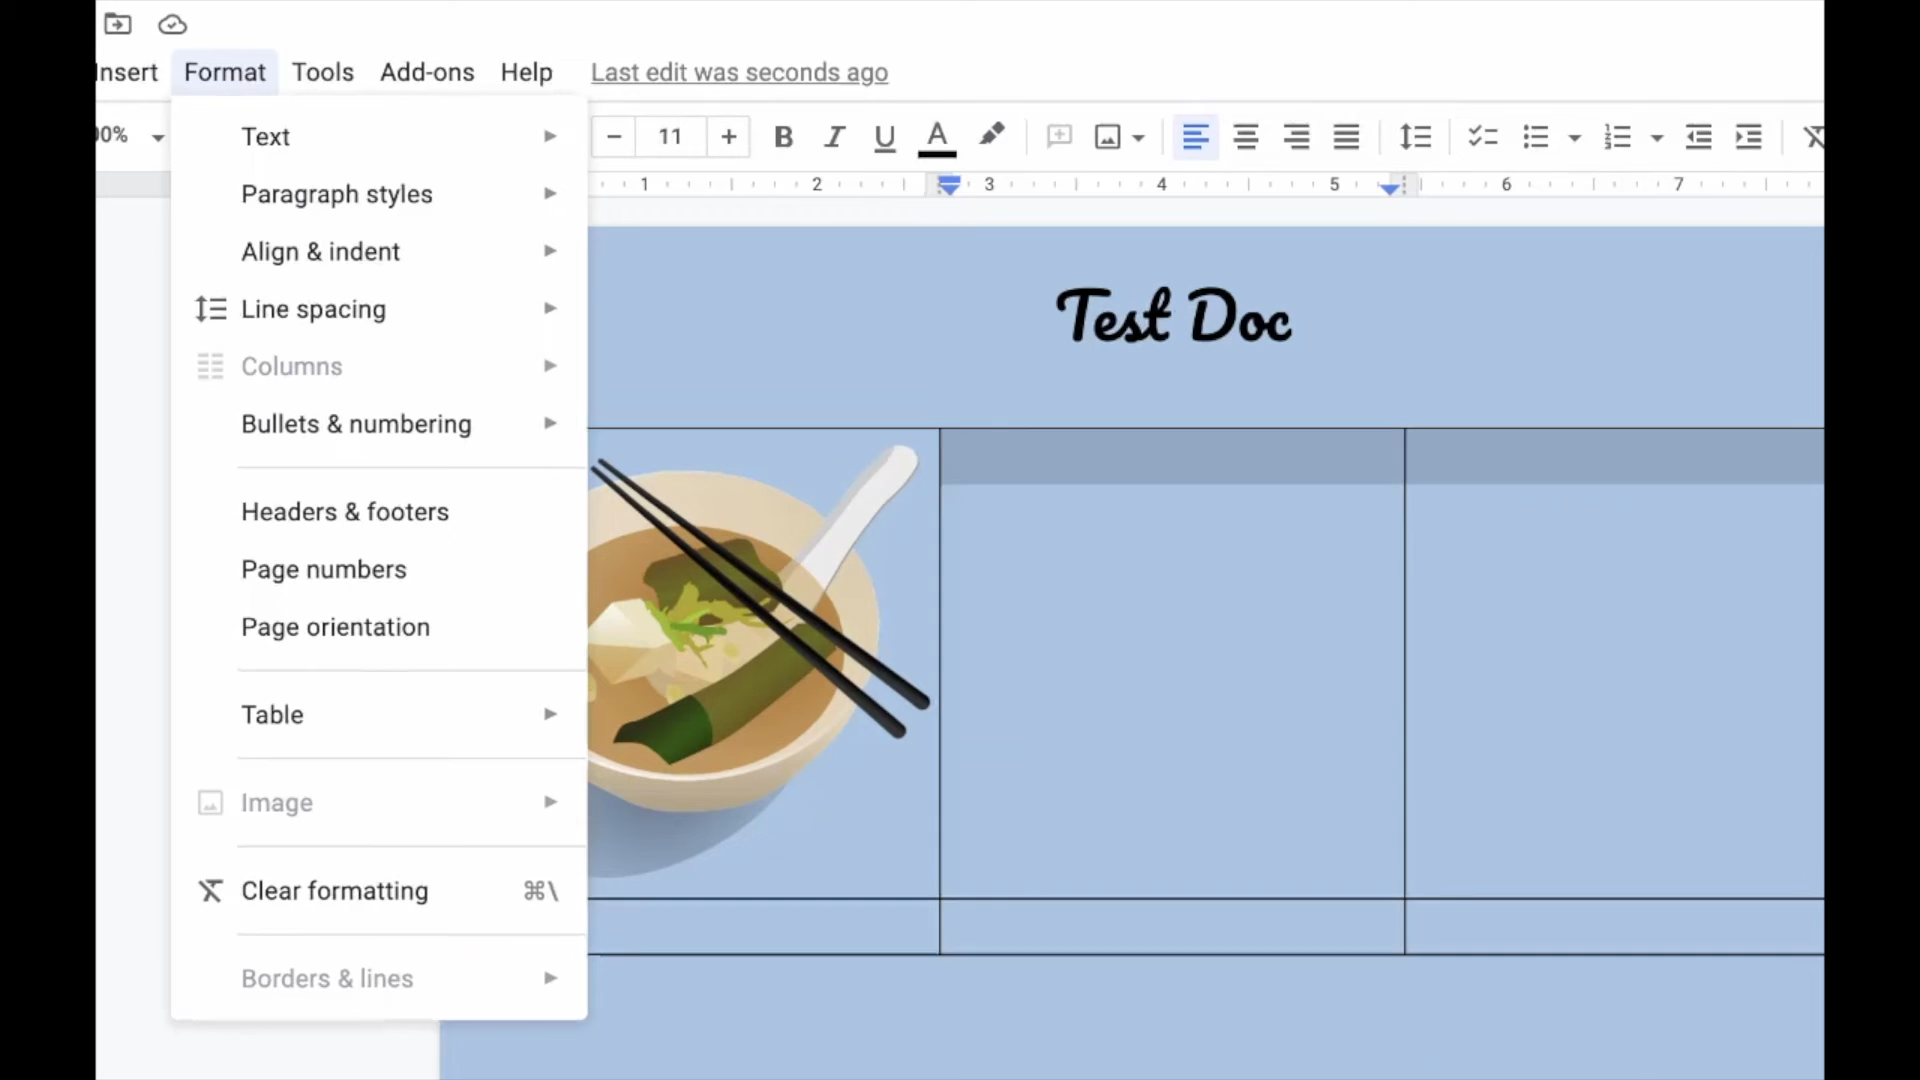 Insert Format Tools Add-ons Help Last edit was seconds ago
00% 11 B I U A
1 2 3 4 5 6 7
Text
Paragraph styles
Align & indent
Line spacing
Columns
Bullets & numbering
Headers & footers
Page numbers
Page orientation
Table
Image
Clear formatting ⌘\
Borders & lines
Test Doc